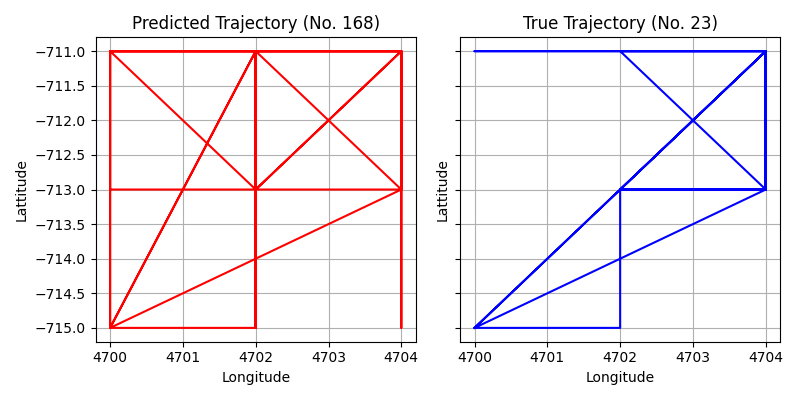 Predicted Trajectory (No. 168)
True Trajectory (No. 23)
−711.0
−711.5
−712.0
−712.5
−713.0
−713.5
−714.0
−714.5
−715.0
Lattitude
Lattitude
4700 4701 4702 4703 4704
4700 4701 4702 4703 4704
Longitude
Longitude